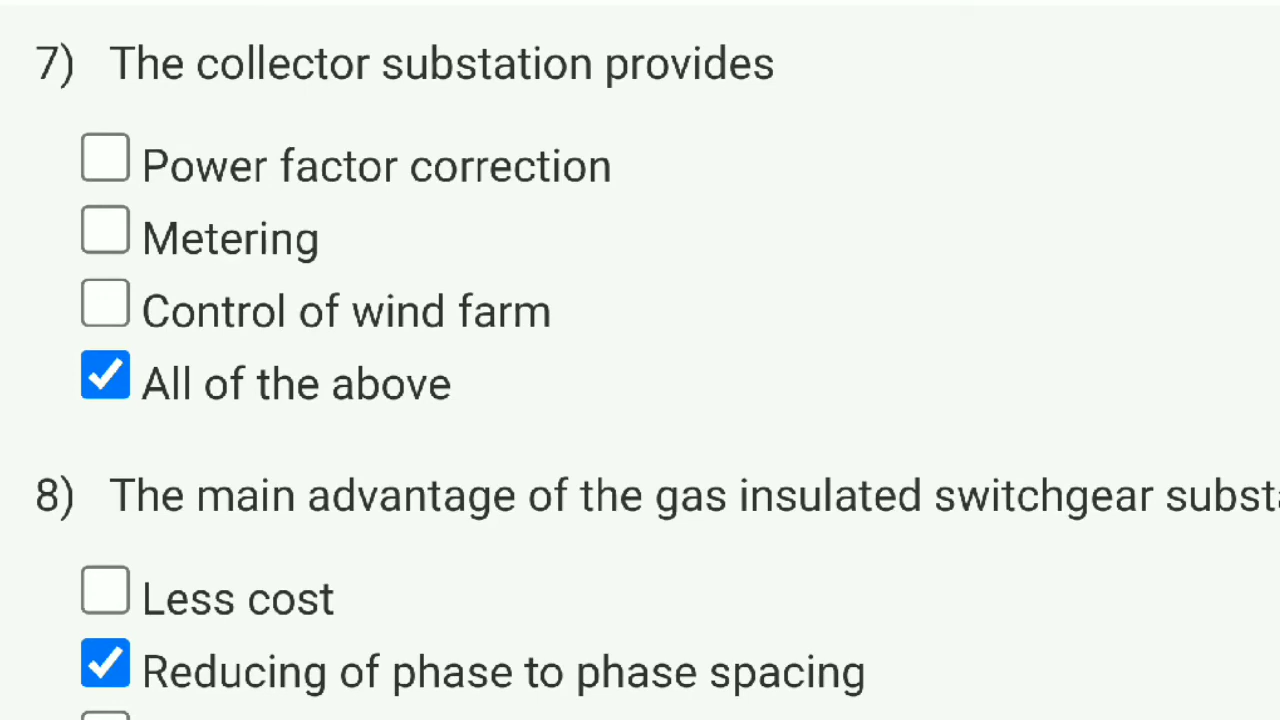 7) The collector substation provides
Power factor correction
Metering
Control of wind farm
All of the above
8) The main advantage of the gas insulated switchgear
Less cost
Reducing of phase to phase spacing